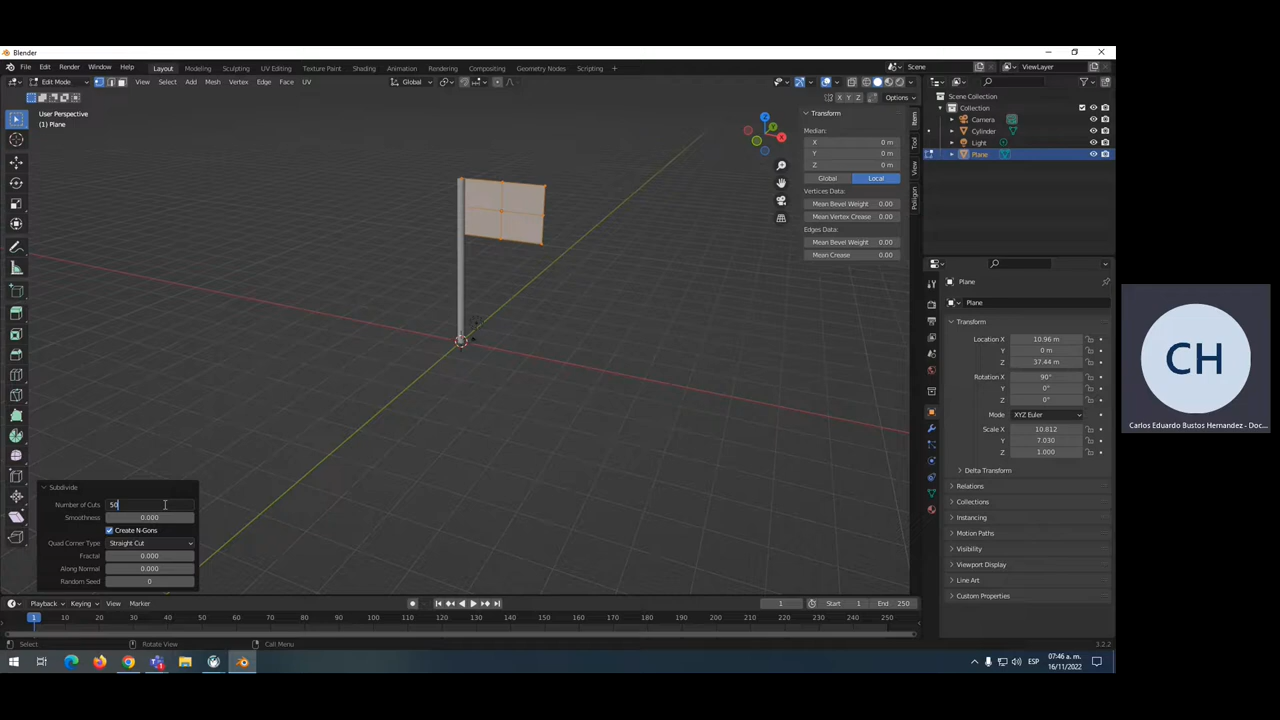 Blender
File Edit Render Window Help Layout Modeling Sculpting UV Editing Texture Paint Shading Animation Rendering Compositing Geometry Nodes Scripting + Scene ViewLayer
Edit Mode View Select Add Mesh Vertex Edge Face UV Global
X Y Z Options
User Perspective
(1) Plane
Z
Y
X
Transform
Median:
X 0 m
Y 0 m
Z 0 m
Global Local
Vertices Data:
Mean Bevel Weight 0.00
Mean Vertex Crease 0.00
Edges Data:
Mean Bevel Weight 0.00
Mean Crease 0.00
Item
Tool
View
Poliigon
Scene Collection
Collection
Camera
Cylinder
Light
Plane
Plane
Plane
Transform
Location X 10.96 m
Y 0 m
Z 37.44 m
Rotation X 90°
Y 0°
Z 0°
Mode XYZ Euler
Scale X 10.812
Y 7.030
Z 1.000
Delta Transform
Relations
Collections
Instancing
Motion Paths
Visibility
Viewport Display
Line Art
Custom Properties
Subdivide
Number of Cuts 50
Smoothness 0.000
Create N-Gons
Quad Corner Type Straight Cut
Fractal 0.000
Along Normal 0.000
Random Seed 0
Playback Keying View Marker 1 Start 1 End 250
1 10 20 30 40 50 60 70 80 90 100 110 120 130 140 150 160 170 180 190 200 210 220 230 240 250
Select Rotate View Call Menu 3.2.2
ESP 07:46 a. m.
16/11/2022
CH
Carlos Eduardo Bustos Hernandez - Doc...